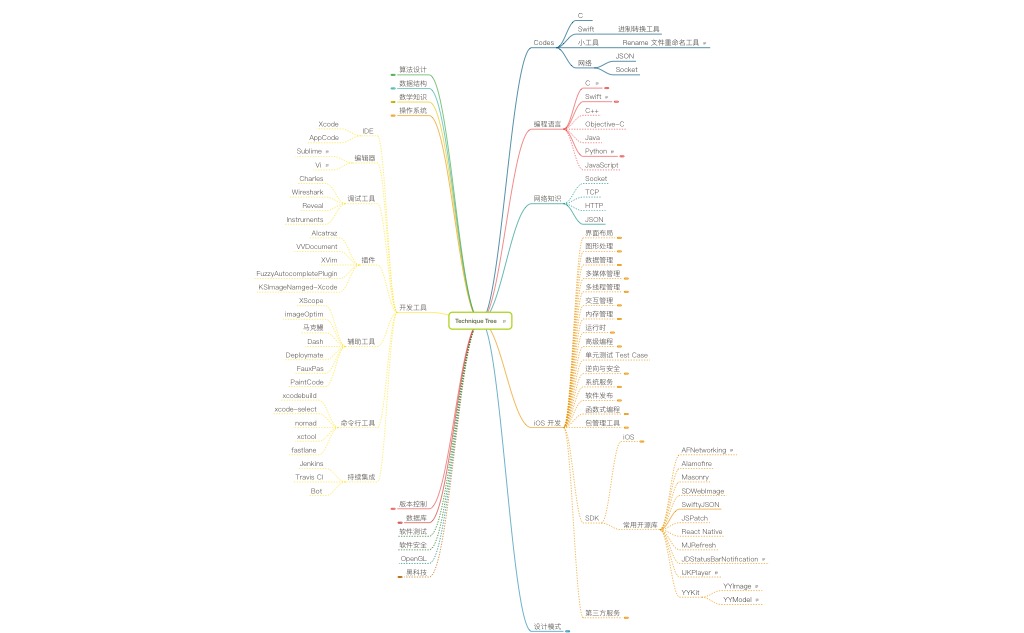 Technique Tree
Codes
C
Swift
进制转换工具
小工具
Rename 文件重命名工具
网络
JSON
Socket
编程语言
C
Swift
C++
Objective-C
Java
Python
JavaScript
网络知识
Socket
TCP
HTTP
JSON
iOS 开发
界面布局
图形处理
数据管理
多媒体管理
多线程管理
交互管理
内存管理
运行时
高级编程
单元测试 Test Case
逆向与安全
系统服务
软件发布
函数式编程
包管理工具
SDK
iOS
常用开源库
AFNetworking
Alamofire
Masonry
SDWebImage
SwiftyJSON
JSPatch
React Native
MJRefresh
JDStatusBarNotification
IJKPlayer
YYKit
YYImage
YYModel
第三方服务
设计模式
算法设计
数据结构
数学知识
操作系统
开发工具
IDE
Xcode
AppCode
编辑器
Sublime
Vi
调试工具
Charles
Wireshark
Reveal
Instruments
插件
Alcatraz
VVDocument
XVim
FuzzyAutocompletePlugin
KSImageNamged-Xcode
辅助工具
XScope
imageOptim
马克鳗
Dash
Deploymate
FauxPas
PaintCode
命令行工具
xcodebuild
xcode-select
nomad
xctool
fastlane
持续集成
Jenkins
Travis CI
Bot
版本控制
数据库
软件测试
软件安全
OpenGL
黑科技